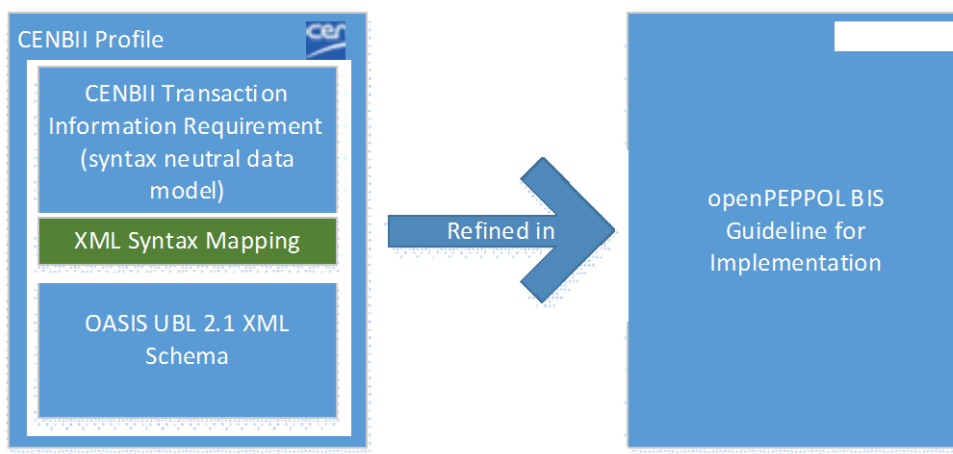 CENBII Profile
cen
CENBII Transaction
Information Requirement
(syntax neutral data
model)
XML Syntax Mapping
OASIS UBL 2.1 XML
Schema
Refined in
openPEPPOL BIS
Guideline for
Implementation